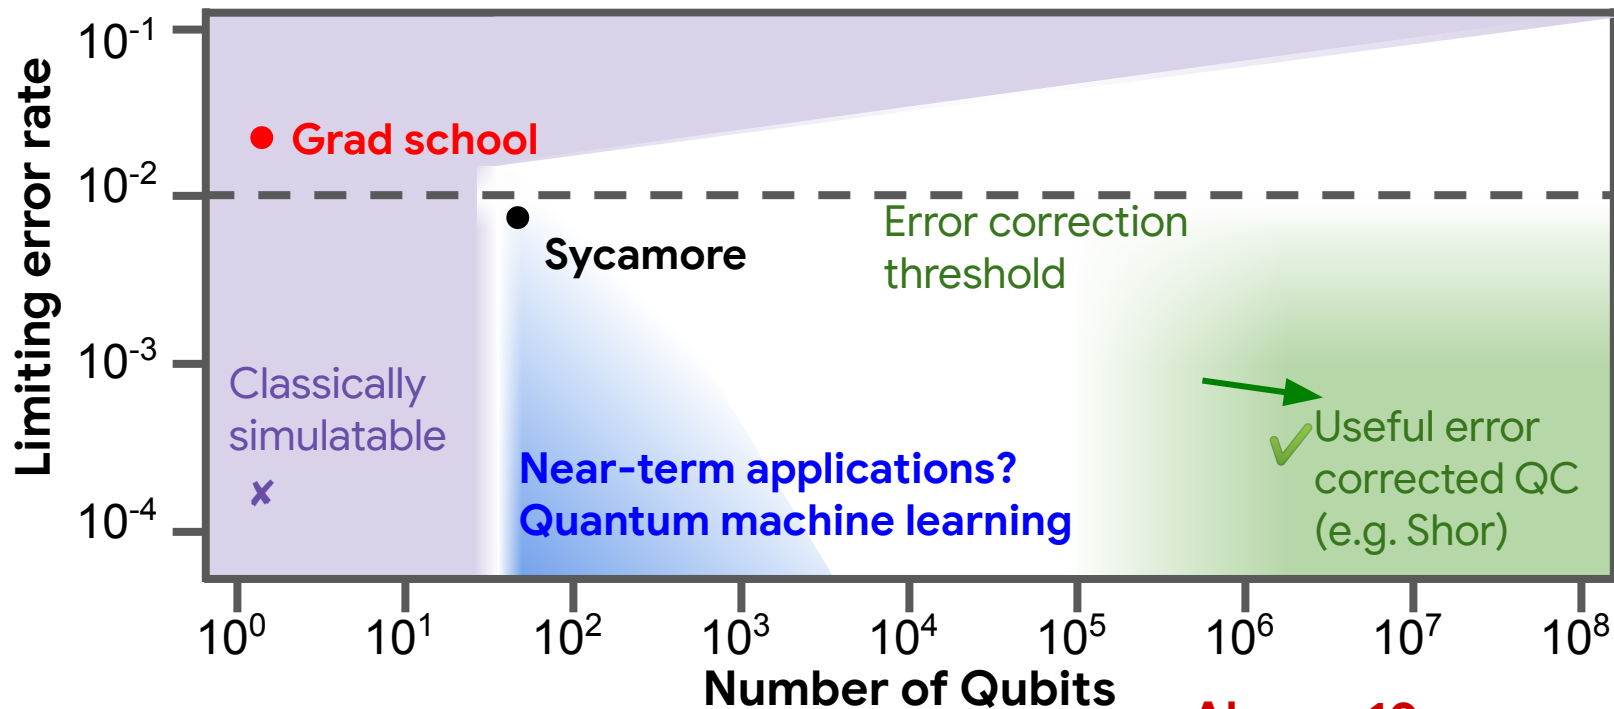 Limiting error rate
10-1
10-2
10-3
10-4
Grad school
Sycamore
Error correction
threshold
Classically
simulatable
✘
Near-term applications?
Quantum machine learning
✓Useful error
corrected QC
(e.g. Shor)
10⁰ 10¹ 10² 10³ 10⁴ 10⁵ 10⁶ 10⁷ 10⁸
Number of Qubits